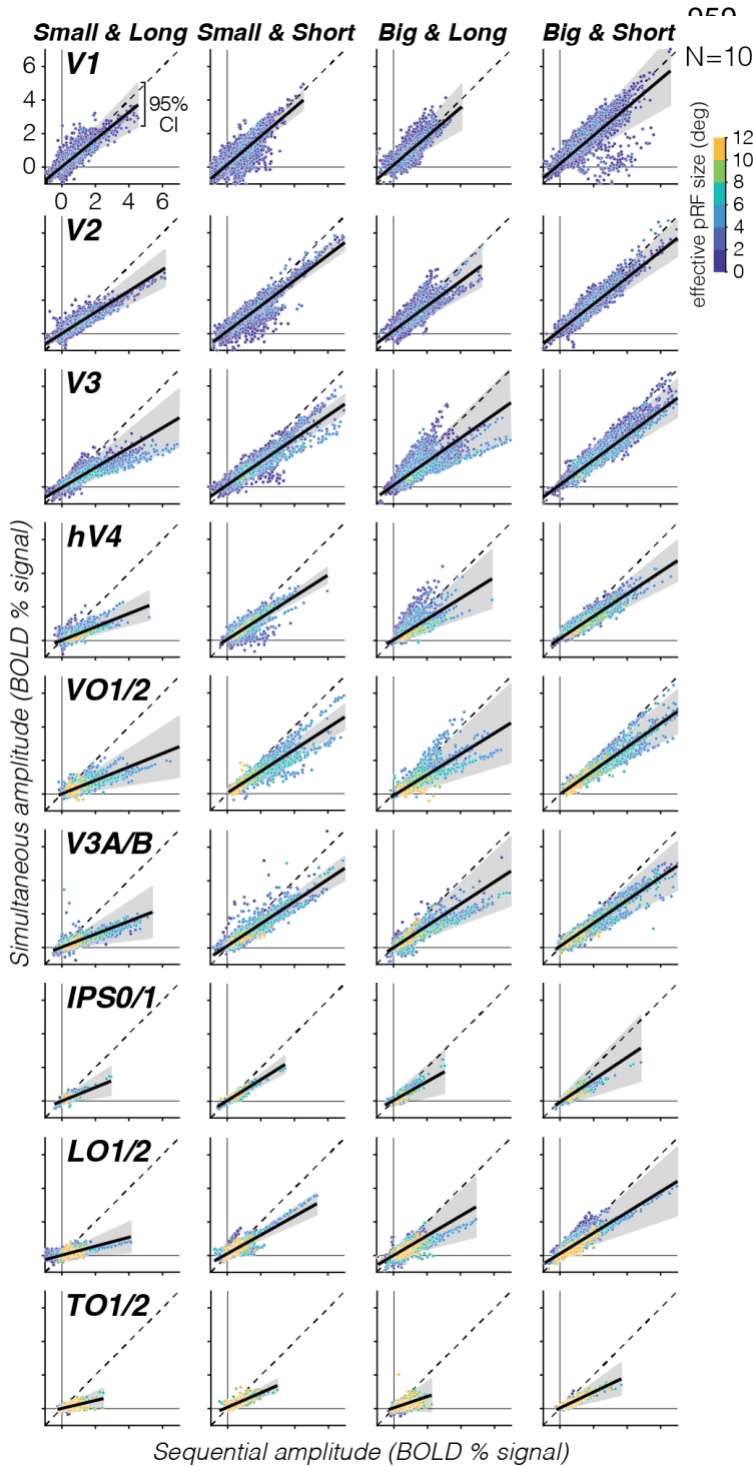 Small & Long Small & Short Big & Long Big & Short
N=10
V1
6
4
2
0
95%
CI
0 2 4 6
effective pRF size (deg)
12
10
8
6
4
2
0
V2
V3
hV4
VO1/2
V3A/B
IPS0/1
LO1/2
TO1/2
Simultaneous amplitude (BOLD % signal)
Sequential amplitude (BOLD % signal)